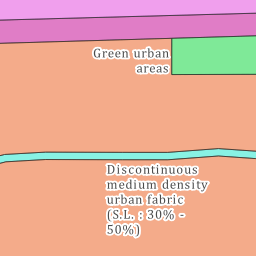 Green urban
areas
Discontinuous
medium density
urban fabric
(S.L. : 30% -
50%)